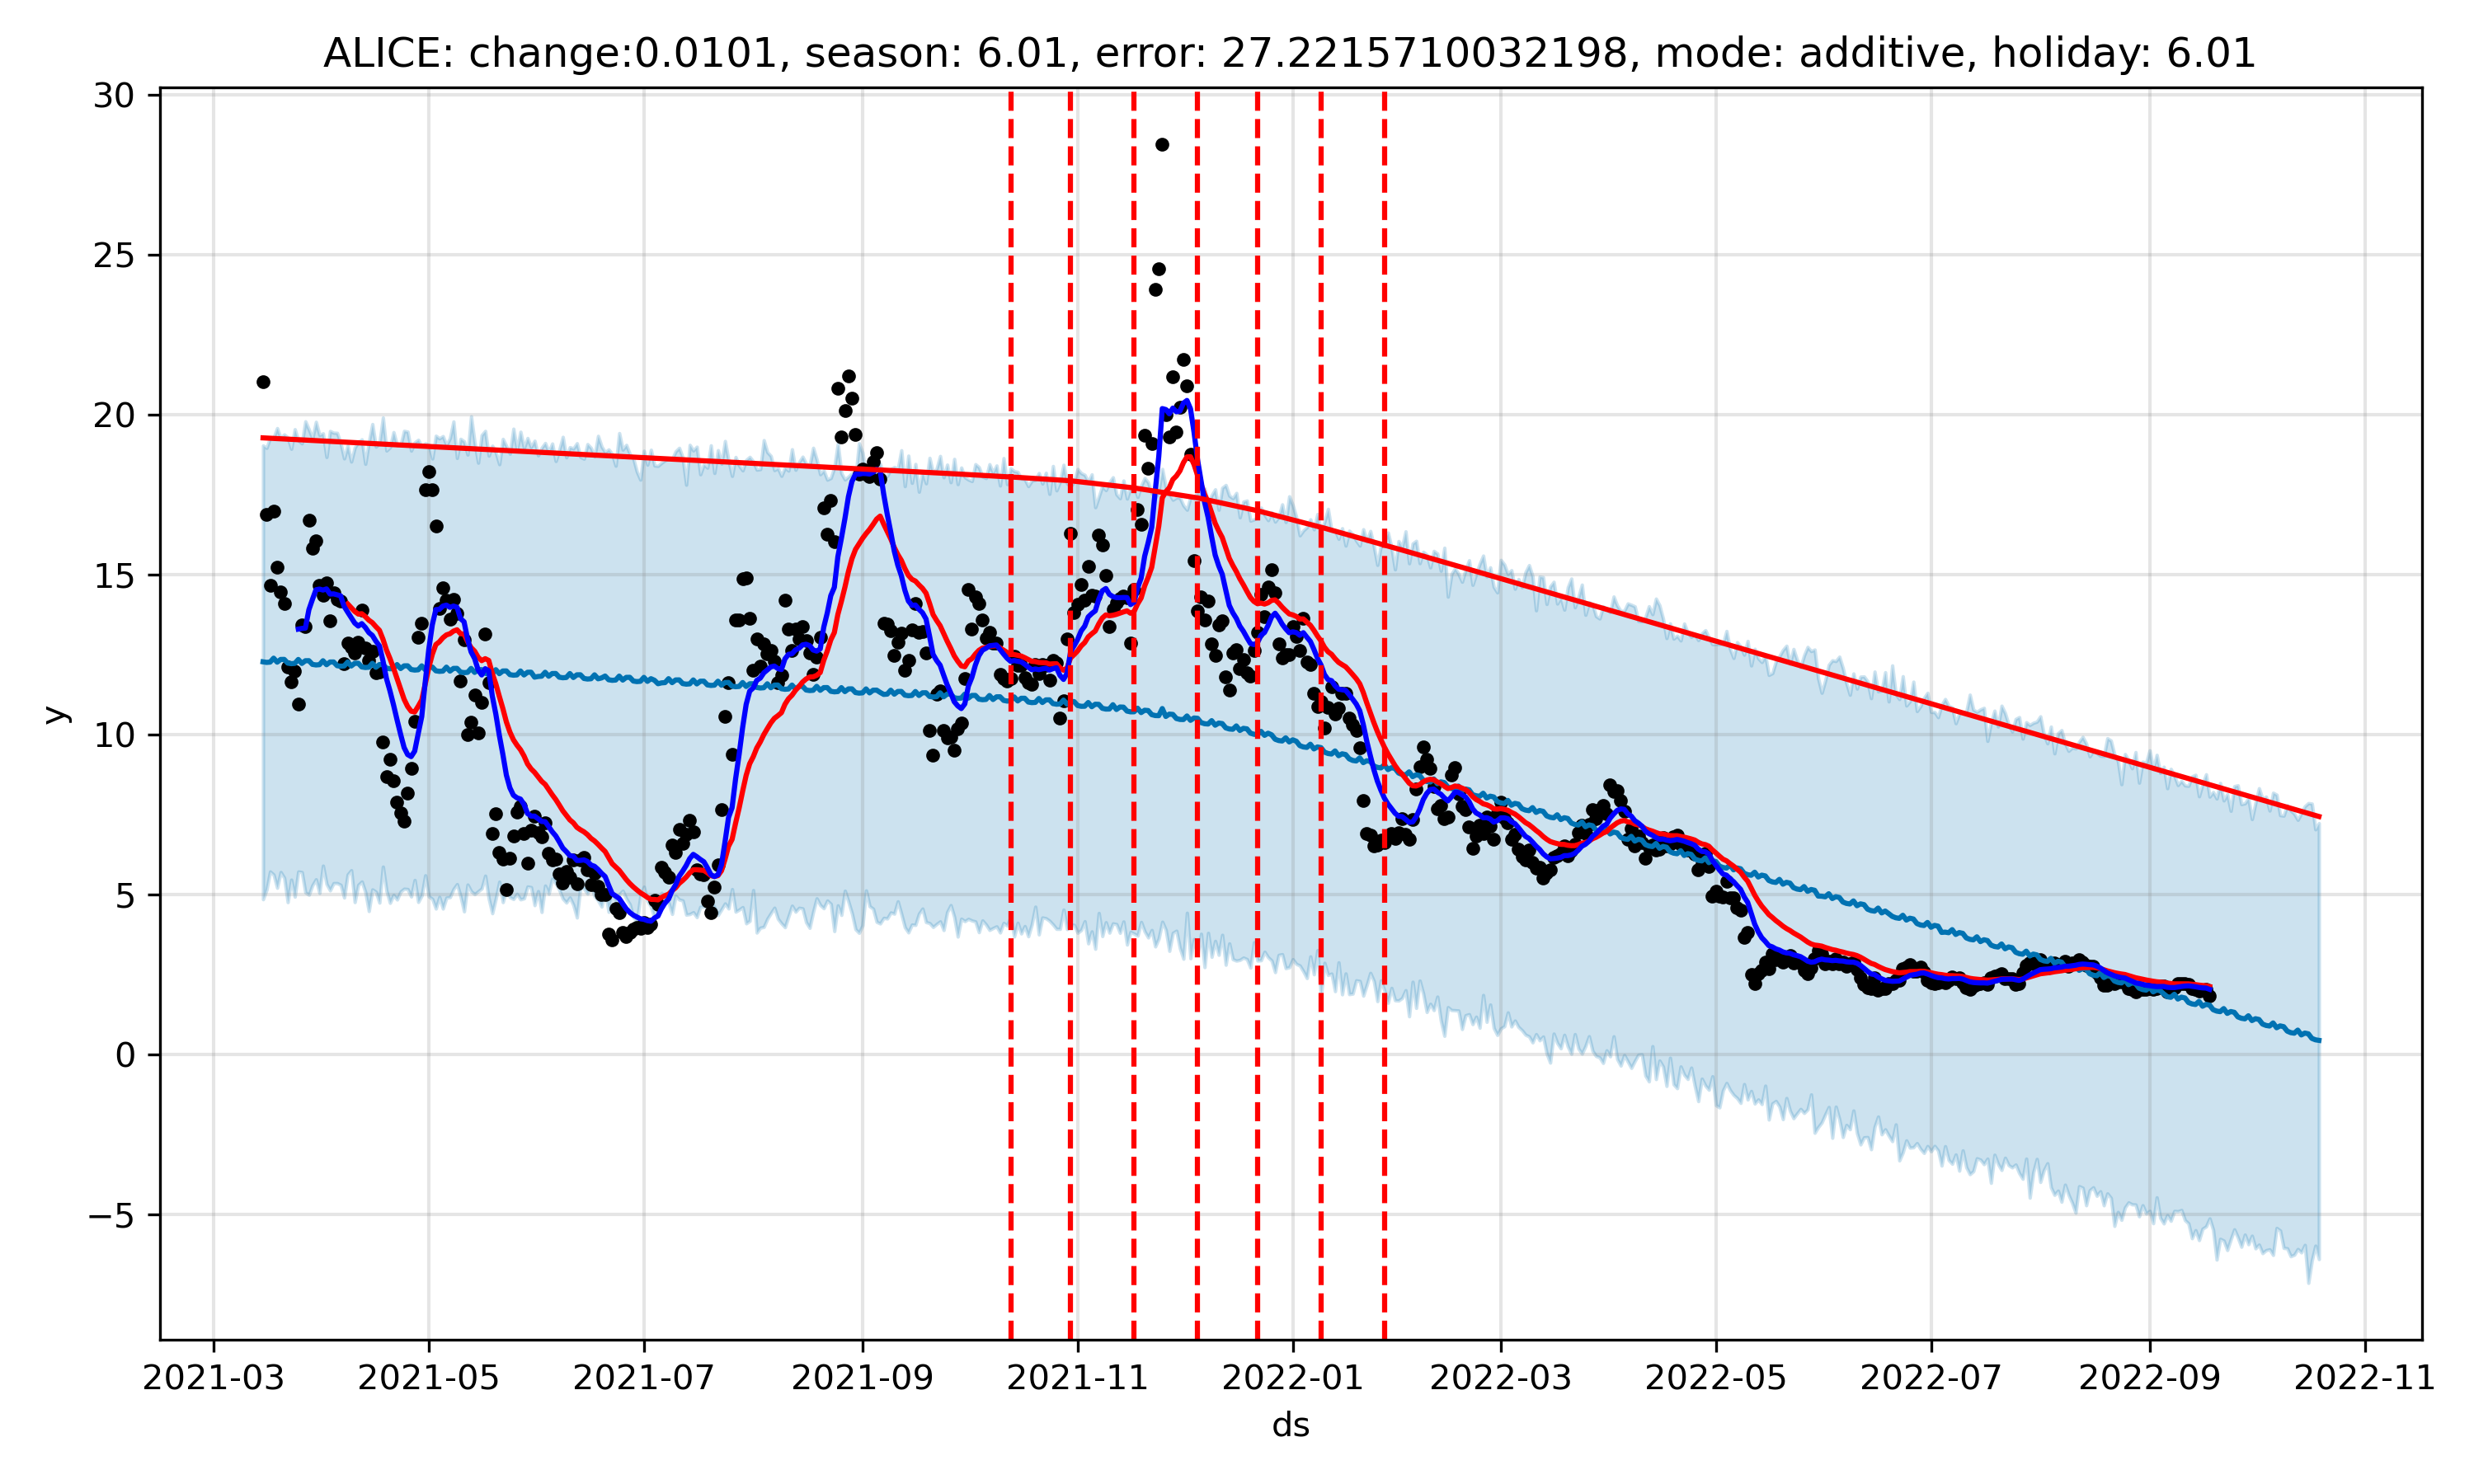 ALICE: change:0.0101, season: 6.01, error: 27.2215710032198, mode: additive, holiday: 6.01
30
25
20
15
10
5
0
−5
y
2021-03 2021-05 2021-07 2021-09 2021-11 2022-01 2022-03 2022-05 2022-07 2022-09 2022-11
ds